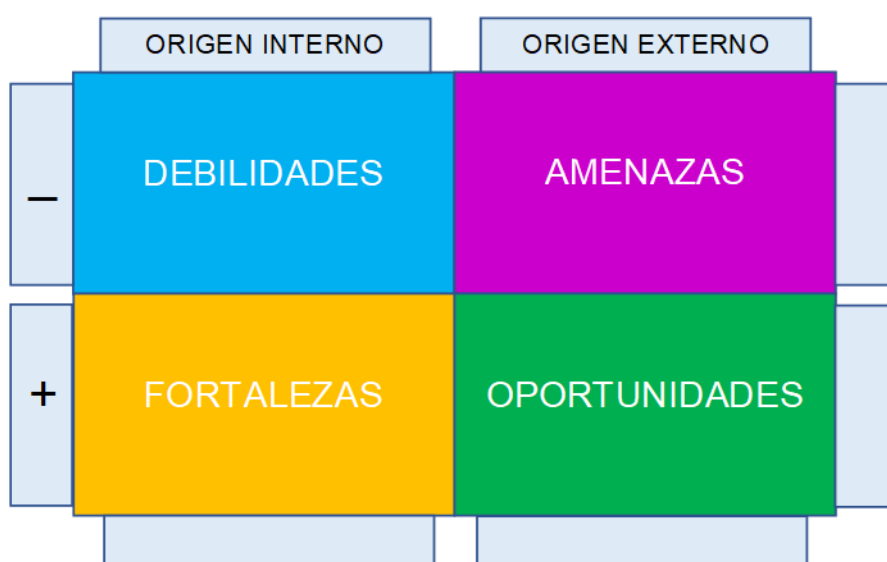 ORIGEN INTERNO ORIGEN EXTERNO
– DEBILIDADES AMENAZAS
+ FORTALEZAS OPORTUNIDADES